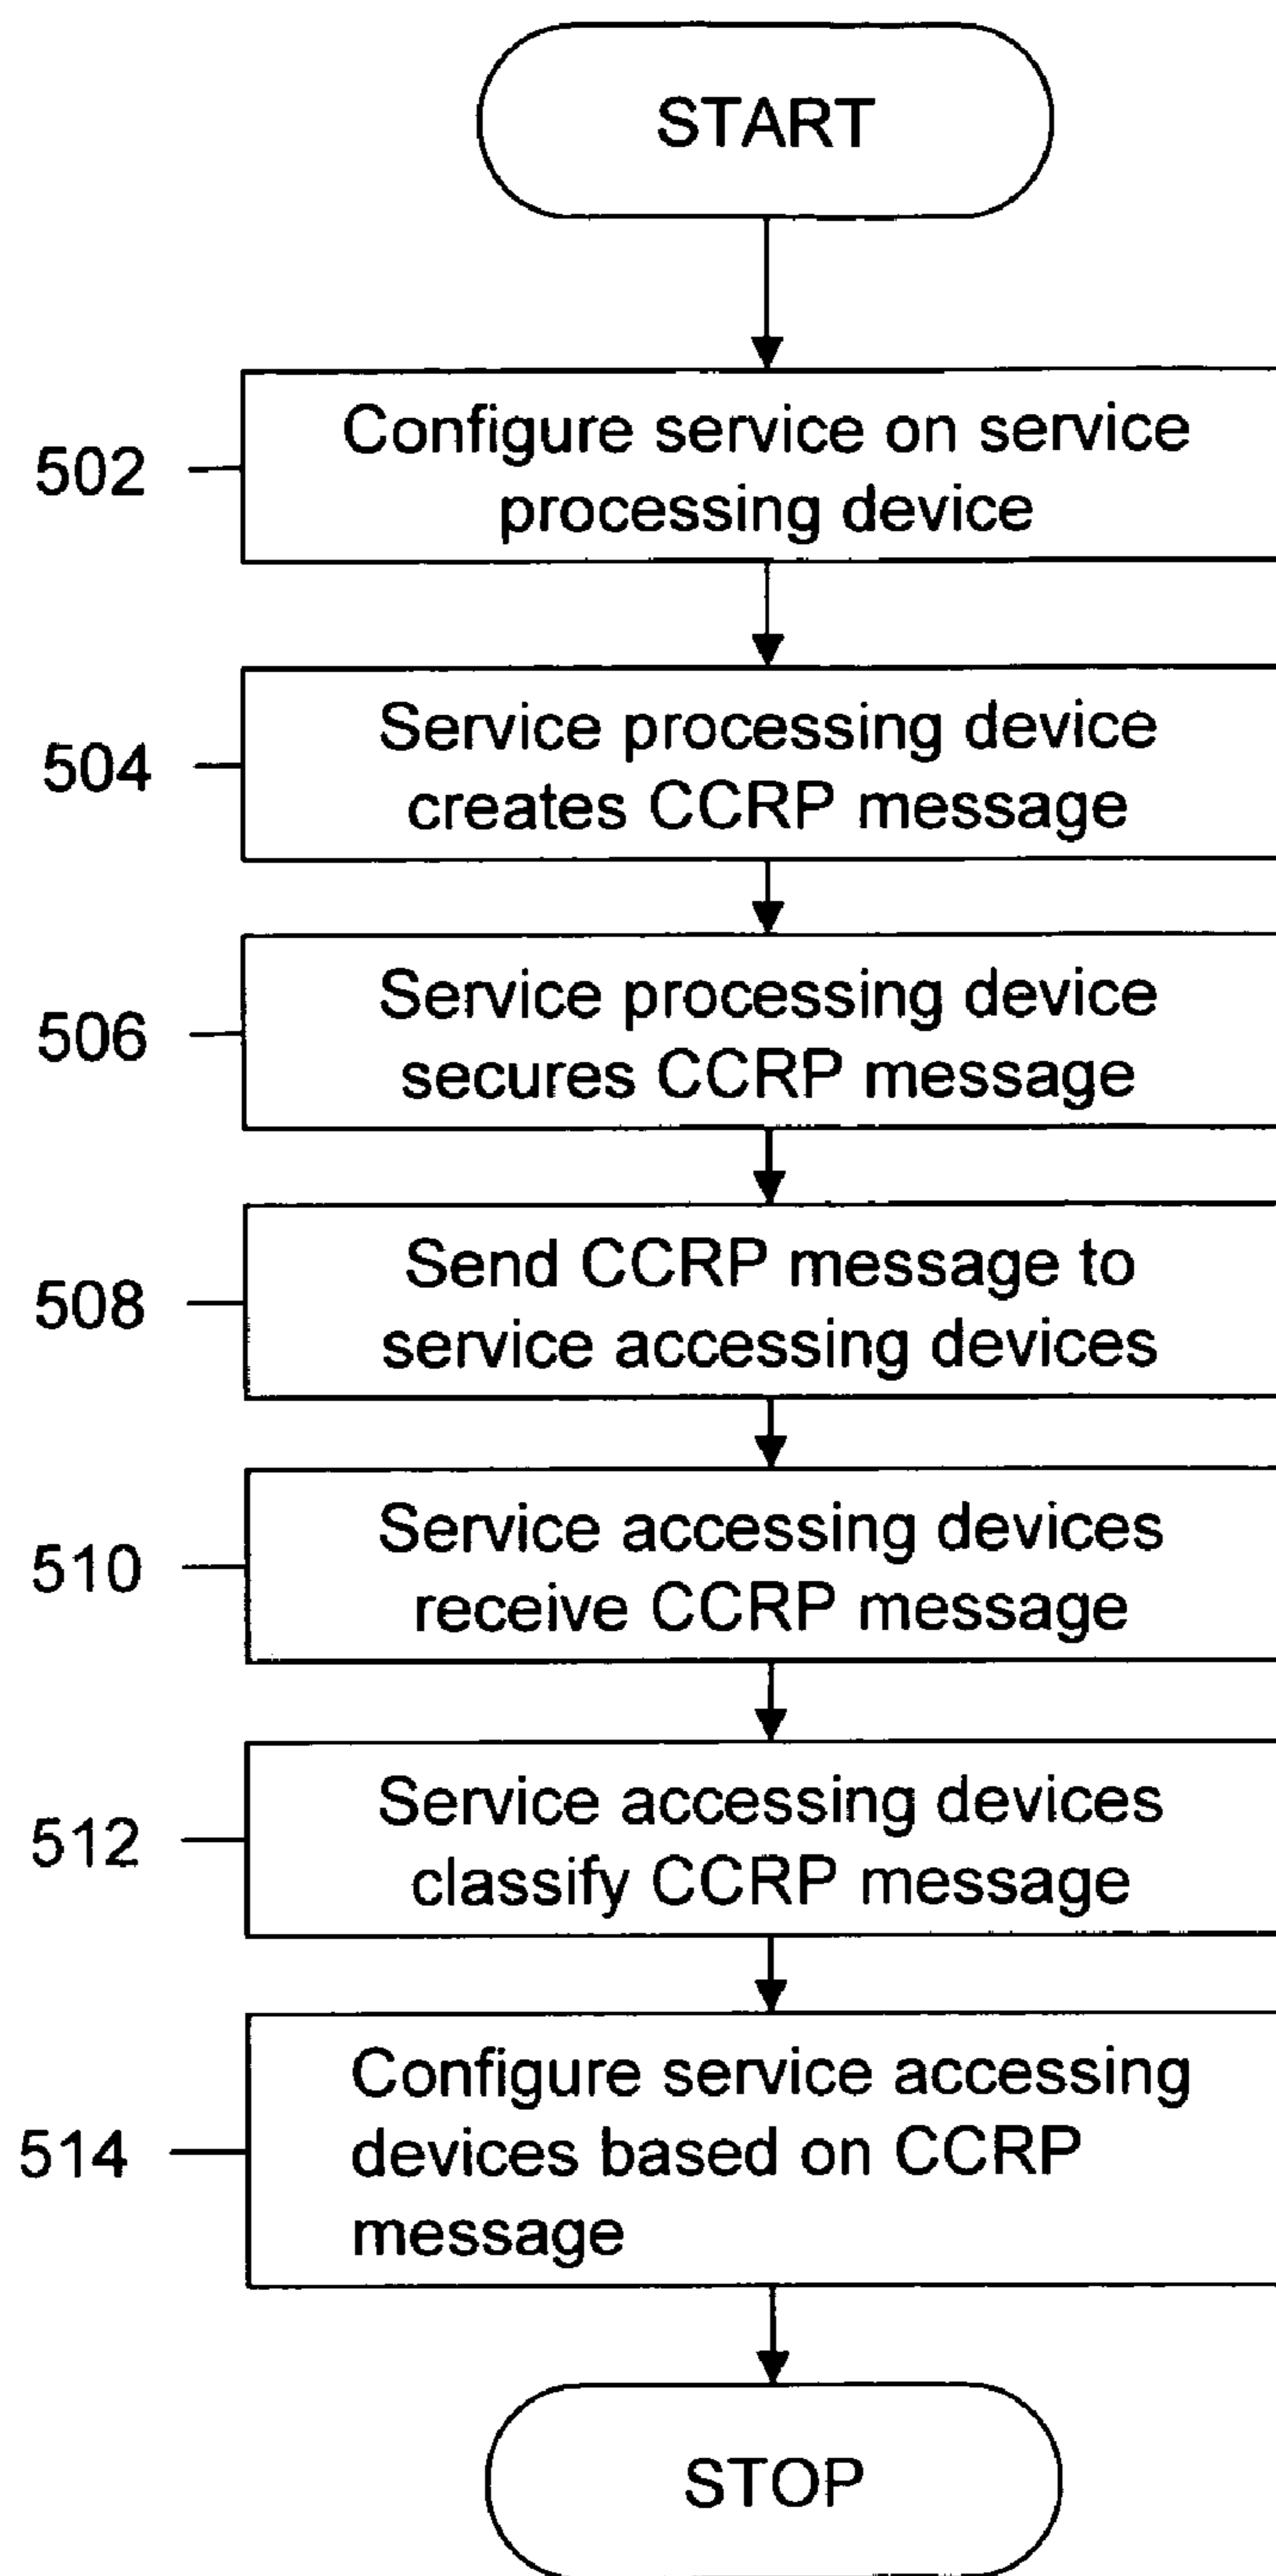 START
502
Configure service on service
processing device
504
Service processing device
creates CCRP message
506
Service processing device
secures CCRP message
508
Send CCRP message to
service accessing devices
510
Service accessing devices
receive CCRP message
512
Service accessing devices
classify CCRP message
514
Configure service accessing
devices based on CCRP
message
STOP